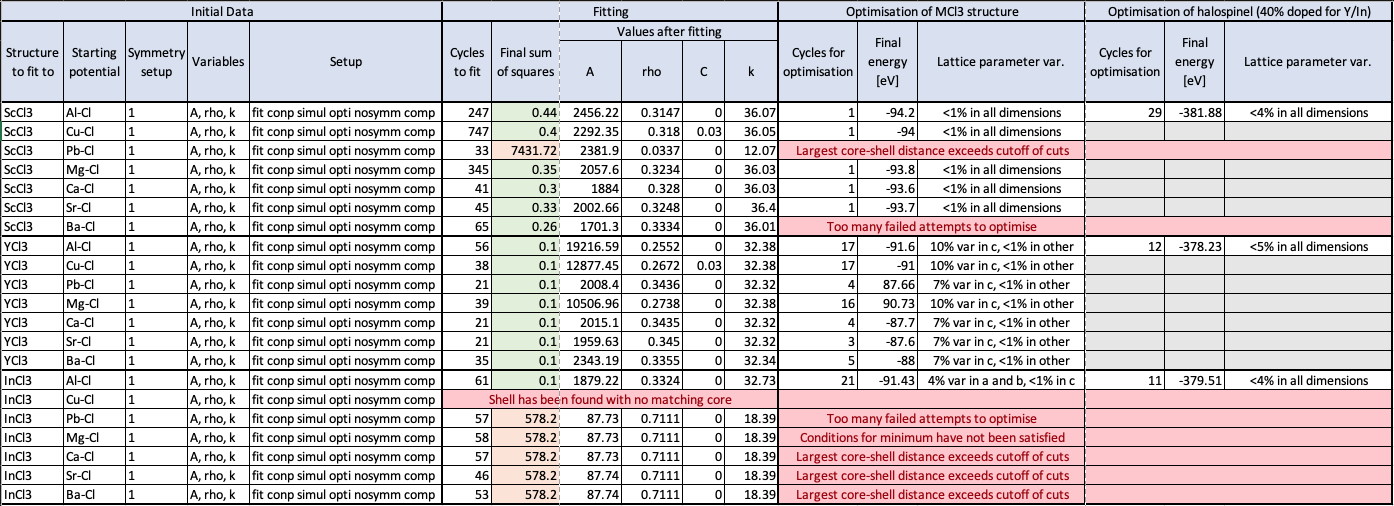 Initial Data Fitting Optimisation of MCl3 structure Optimisation of halospinel (40% doped for Y/In)
Structure to fit to Starting potential Symmetry setup Variables Setup Cycles to fit Final sum of squares Values after fitting A rho C k Cycles for optimisation Final energy [eV] Lattice parameter var. Cycles for optimisation Final energy [eV] Lattice parameter var.
ScCl3 Al-Cl 1 A, rho, k fit conp simul opti nosymm comp 247 0.44 2456.22 0.3147 0 36.07 1 -94.2 <1% in all dimensions 29 -381.88 <4% in all dimensions
ScCl3 Cu-Cl 1 A, rho, k fit conp simul opti nosymm comp 747 0.4 2292.35 0.318 0.03 36.05 1 -94 <1% in all dimensions
ScCl3 Pb-Cl 1 A, rho, k fit conp simul opti nosymm comp 33 7431.72 2381.9 0.0337 0 12.07 Largest core-shell distance exceeds cutoff of cuts
ScCl3 Mg-Cl 1 A, rho, k fit conp simul opti nosymm comp 345 0.35 2057.6 0.3234 0 36.03 1 -93.8 <1% in all dimensions
ScCl3 Ca-Cl 1 A, rho, k fit conp simul opti nosymm comp 41 0.3 1884 0.328 0 36.03 1 -93.6 <1% in all dimensions
ScCl3 Sr-Cl 1 A, rho, k fit conp simul opti nosymm comp 45 0.33 2002.66 0.3248 0 36.4 1 -93.7 <1% in all dimensions
ScCl3 Ba-Cl 1 A, rho, k fit conp simul opti nosymm comp 65 0.26 1701.3 0.3334 0 36.01 Too many failed attempts to optimise
YCl3 Al-Cl 1 A, rho, k fit conp simul opti nosymm comp 56 0.1 19216.59 0.2552 0 32.38 17 -91.6 10% var in c, <1% in other 12 -378.23 <5% in all dimensions
YCl3 Cu-Cl 1 A, rho, k fit conp simul opti nosymm comp 38 0.1 12877.45 0.2672 0.03 32.38 17 -91 10% var in c, <1% in other
YCl3 Pb-Cl 1 A, rho, k fit conp simul opti nosymm comp 21 0.1 2008.4 0.3436 0 32.32 4 87.66 7% var in c, <1% in other
YCl3 Mg-Cl 1 A, rho, k fit conp simul opti nosymm comp 39 0.1 10506.96 0.2738 0 32.38 16 90.73 10% var in c, <1% in other
YCl3 Ca-Cl 1 A, rho, k fit conp simul opti nosymm comp 21 0.1 2015.1 0.3435 0 32.32 4 -87.7 7% var in c, <1% in other
YCl3 Sr-Cl 1 A, rho, k fit conp simul opti nosymm comp 21 0.1 1959.63 0.345 0 32.32 3 -87.6 7% var in c, <1% in other
YCl3 Ba-Cl 1 A, rho, k fit conp simul opti nosymm comp 35 0.1 2343.19 0.3355 0 32.34 5 -88 7% var in c, <1% in other
InCl3 Al-Cl 1 A, rho, k fit conp simul opti nosymm comp 61 0.1 1879.22 0.3324 0 32.73 21 -91.43 4% var in a and b, <1% in c 11 -379.51 <4% in all dimensions
InCl3 Cu-Cl 1 A, rho, k fit conp simul opti nosymm comp Shell has been found with no matching core
InCl3 Pb-Cl 1 A, rho, k fit conp simul opti nosymm comp 57 578.2 87.73 0.7111 0 18.39 Too many failed attempts to optimise
InCl3 Mg-Cl 1 A, rho, k fit conp simul opti nosymm comp 58 578.2 87.73 0.7111 0 18.39 Conditions for minimum have not been satisfied
InCl3 Ca-Cl 1 A, rho, k fit conp simul opti nosymm comp 57 578.2 87.73 0.7111 0 18.39 Largest core-shell distance exceeds cutoff of cuts
InCl3 Sr-Cl 1 A, rho, k fit conp simul opti nosymm comp 46 578.2 87.74 0.7111 0 18.39 Largest core-shell distance exceeds cutoff of cuts
InCl3 Ba-Cl 1 A, rho, k fit conp simul opti nosymm comp 53 578.2 87.74 0.7111 0 18.39 Largest core-shell distance exceeds cutoff of cuts